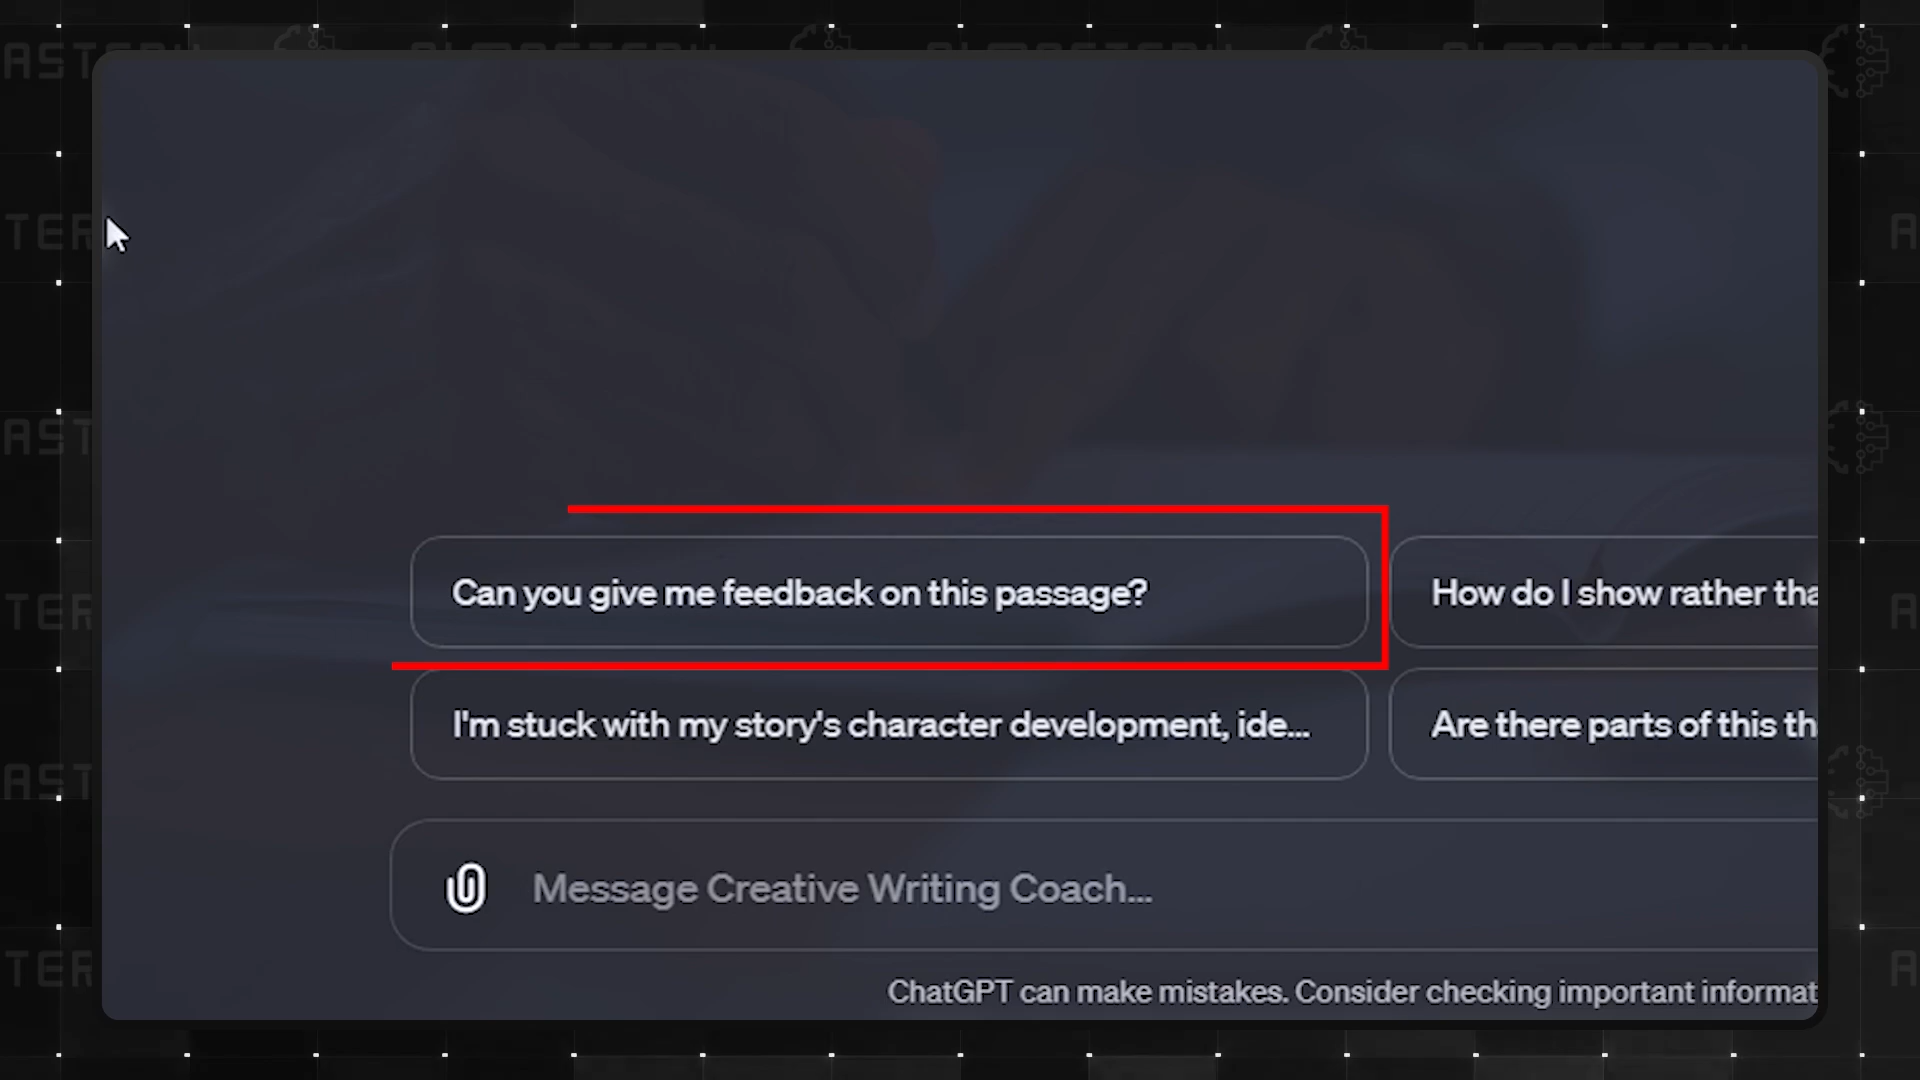 AI MASTERY
Can you give me feedback on this passage?
How do I show rather tha
I'm stuck with my story's character development, ide...
Are there parts of this th
Message Creative Writing Coach...
ChatGPT can make mistakes. Consider checking important informat